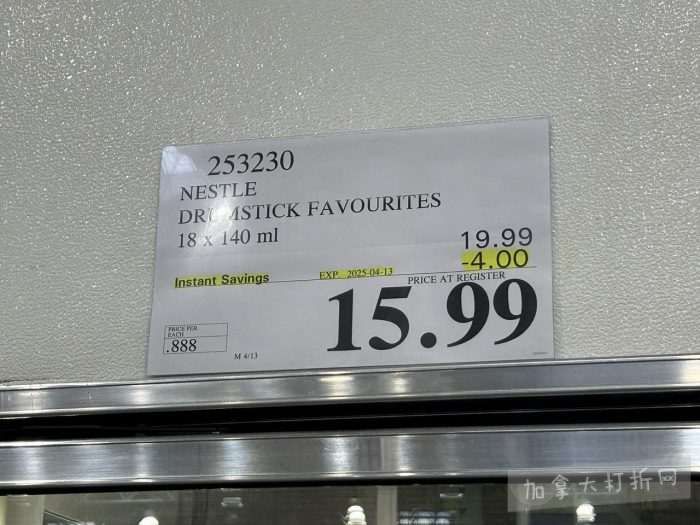 253230
NESTLE
DRUMSTICK FAVOURITES
18 x 140 ml
19.99
-4.00
Instant Savings EXP. 2025-04-13
PRICE AT REGISTER
15.99
PRICE PER
EACH
.888
M 4/13
加拿大打折网